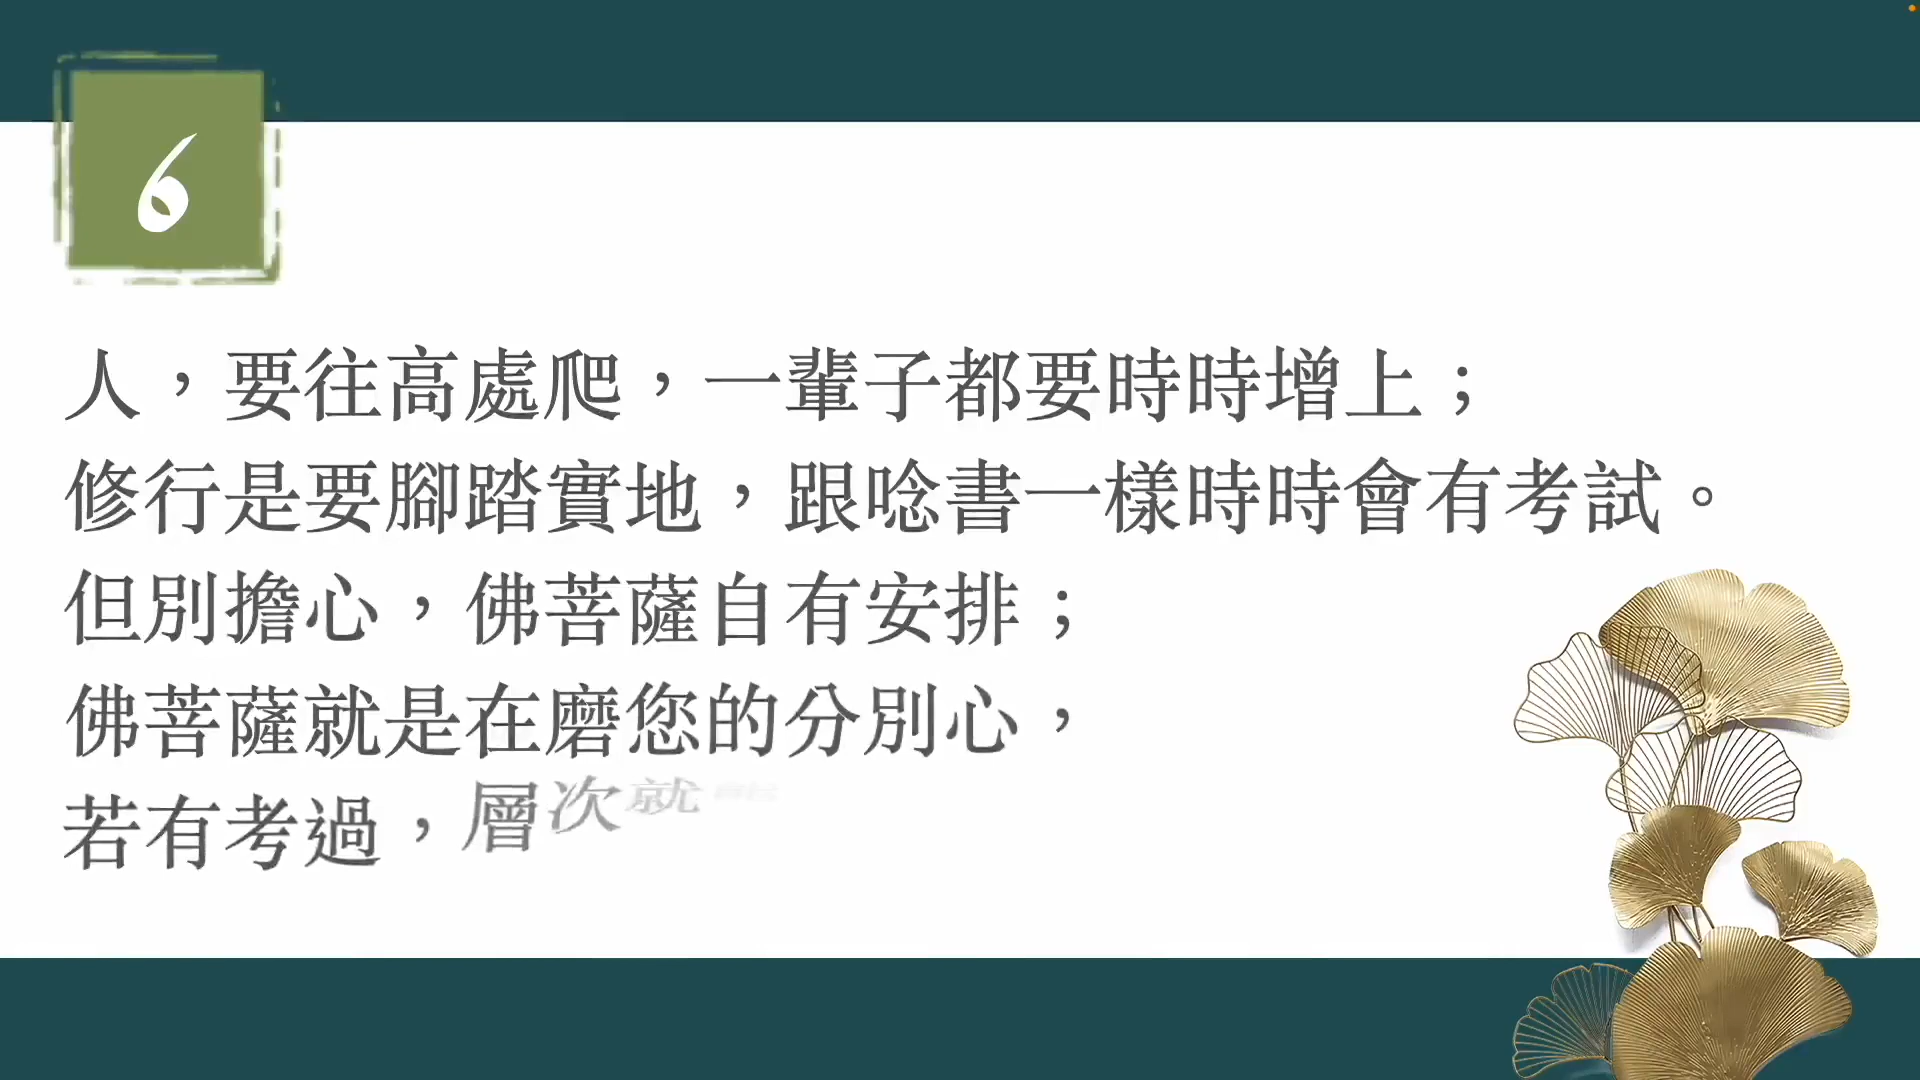 6
人，要往高處爬，一輩子都要時時增上；
修行是要腳踏實地，跟唸書一樣時時會有考試。
但別擔心，佛菩薩自有安排；
佛菩薩就是在磨您的分別心，
若有考過，層次就